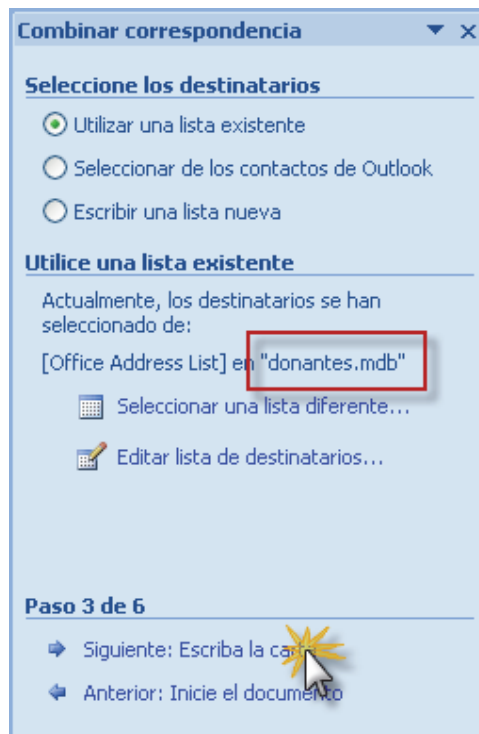 Combinar correspondencia
Seleccione los destinatarios
Utilizar una lista existente
Seleccionar de los contactos de Outlook
Escribir una lista nueva
Utilice una lista existente
Actualmente, los destinatarios se han
seleccionado de:
[Office Address List] en "donantes.mdb"
Seleccionar una lista diferente...
Editar lista de destinatarios...
Paso 3 de 6
Siguiente: Escriba la carta
Anterior: Inicie el documento